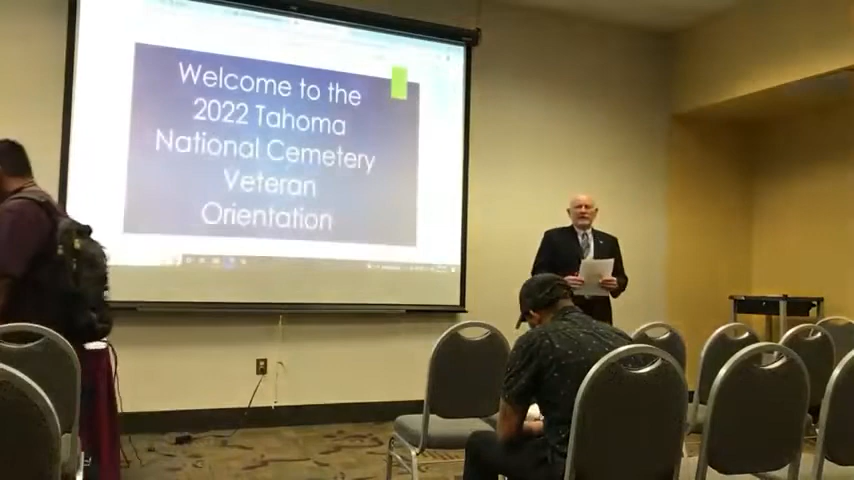 Welcome to the
2022 Tahoma
National Cemetery
Veteran
Orientation